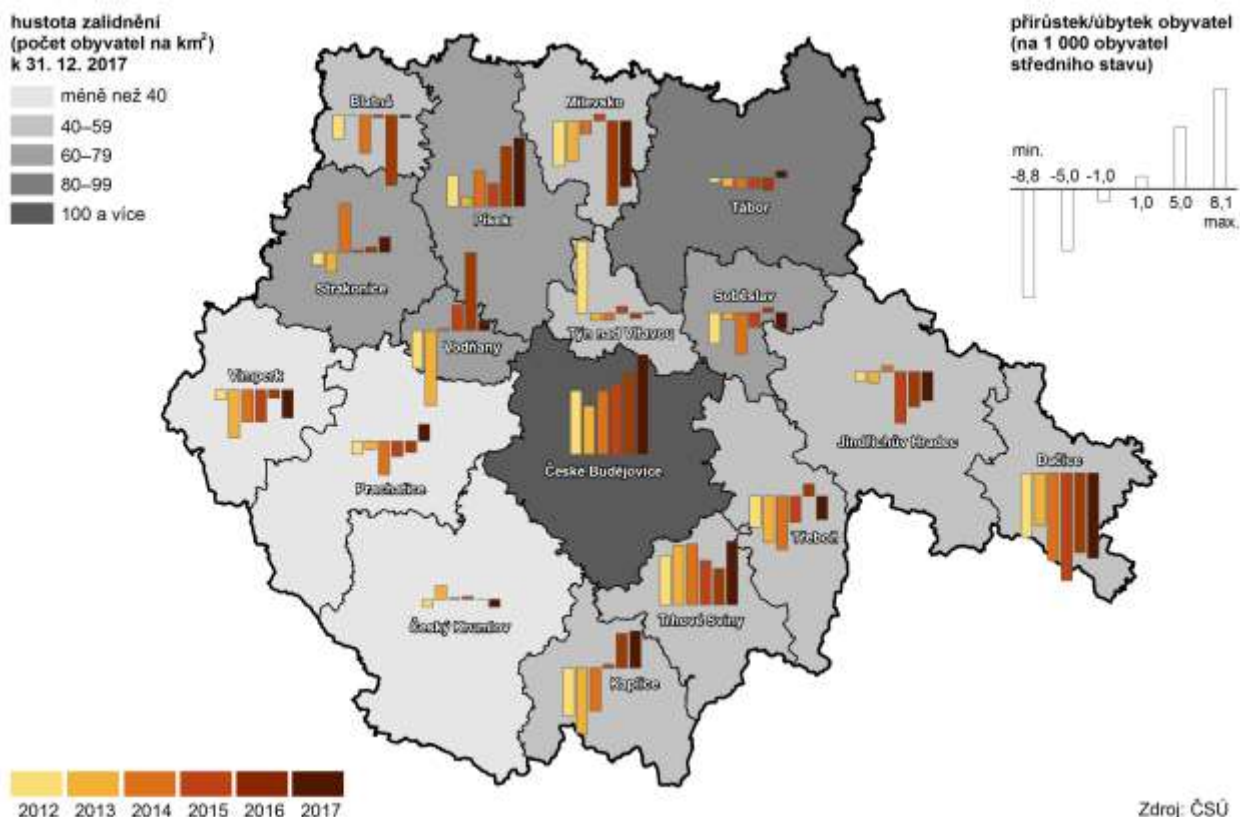 hustota zalidnění
(počet obyvatel na km²)
k 31. 12. 2017
méně než 40
40–59
60–79
80–99
100 a více
přírůstek/úbytek obyvatel
(na 1 000 obyvatel
středního stavu)
min.
-8,8 -5,0 -1,0
1,0 5,0 8,1
max.
Blatná
Milevsko
Písek
Tábor
Strakonice
Soběslav
Týn nad Vltavou
Vodňany
Vimperk
Jindřichův Hradec
Dačice
České Budějovice
Prachatice
Třeboň
Trhové Sviny
Český Krumlov
Kaplice
2012 2013 2014 2015 2016 2017
Zdroj: ČSÚ